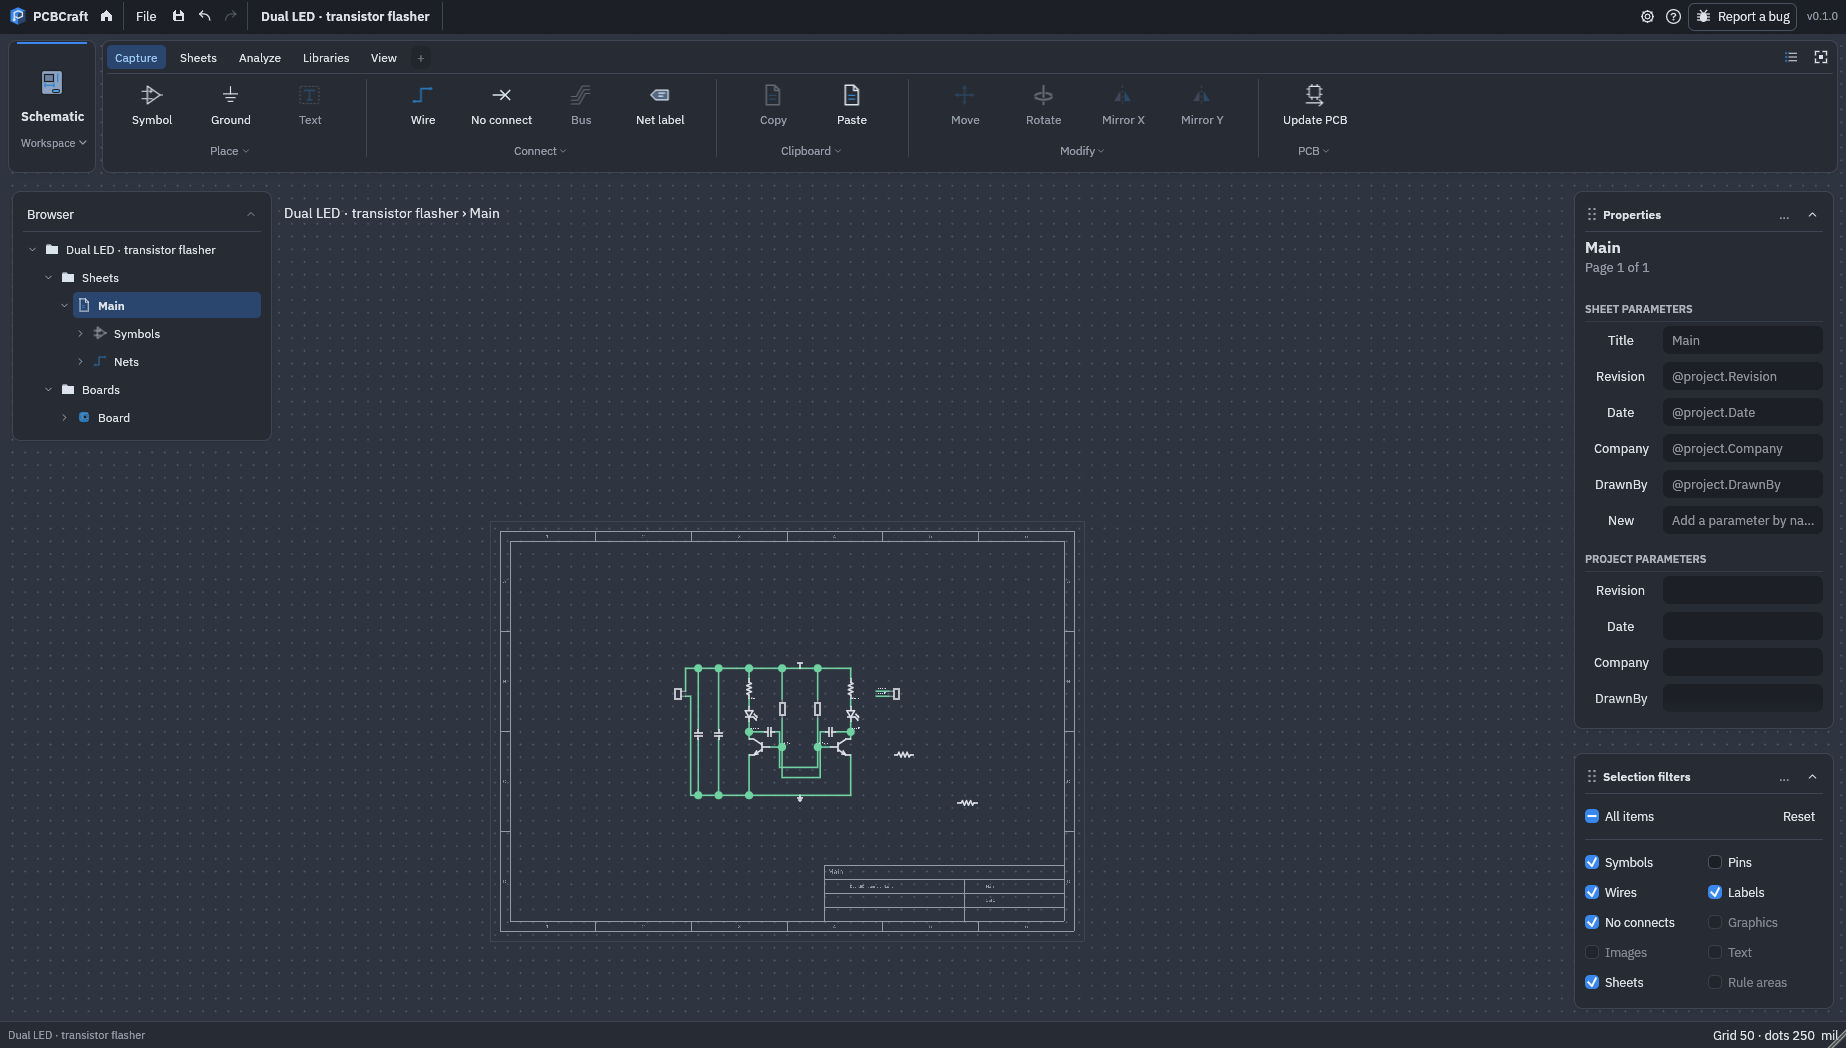 PCBCraft
File
Dual LED · transistor flasher
Report a bug
v0.1.0
Schematic
Workspace
Capture
Sheets
Analyze
Libraries
View
+
Symbol
Ground
Text
Place
Wire
No connect
Bus
Net label
Connect
Copy
Paste
Clipboard
Move
Rotate
Mirror X
Mirror Y
Modify
Update PCB
PCB
Browser
Dual LED · transistor flasher
Sheets
Main
Symbols
Nets
Boards
Board
Dual LED · transistor flasher › Main
Main
Properties
...
Main
Page 1 of 1
SHEET PARAMETERS
Title
Main
Revision
@project.Revision
Date
@project.Date
Company
@project.Company
DrawnBy
@project.DrawnBy
New
Add a parameter by na...
PROJECT PARAMETERS
Revision
Date
Company
DrawnBy
Selection filters
...
All items
Reset
Symbols
Pins
Wires
Labels
No connects
Graphics
Images
Text
Sheets
Rule areas
Dual LED · transistor flasher
Grid 50 · dots 250 mil